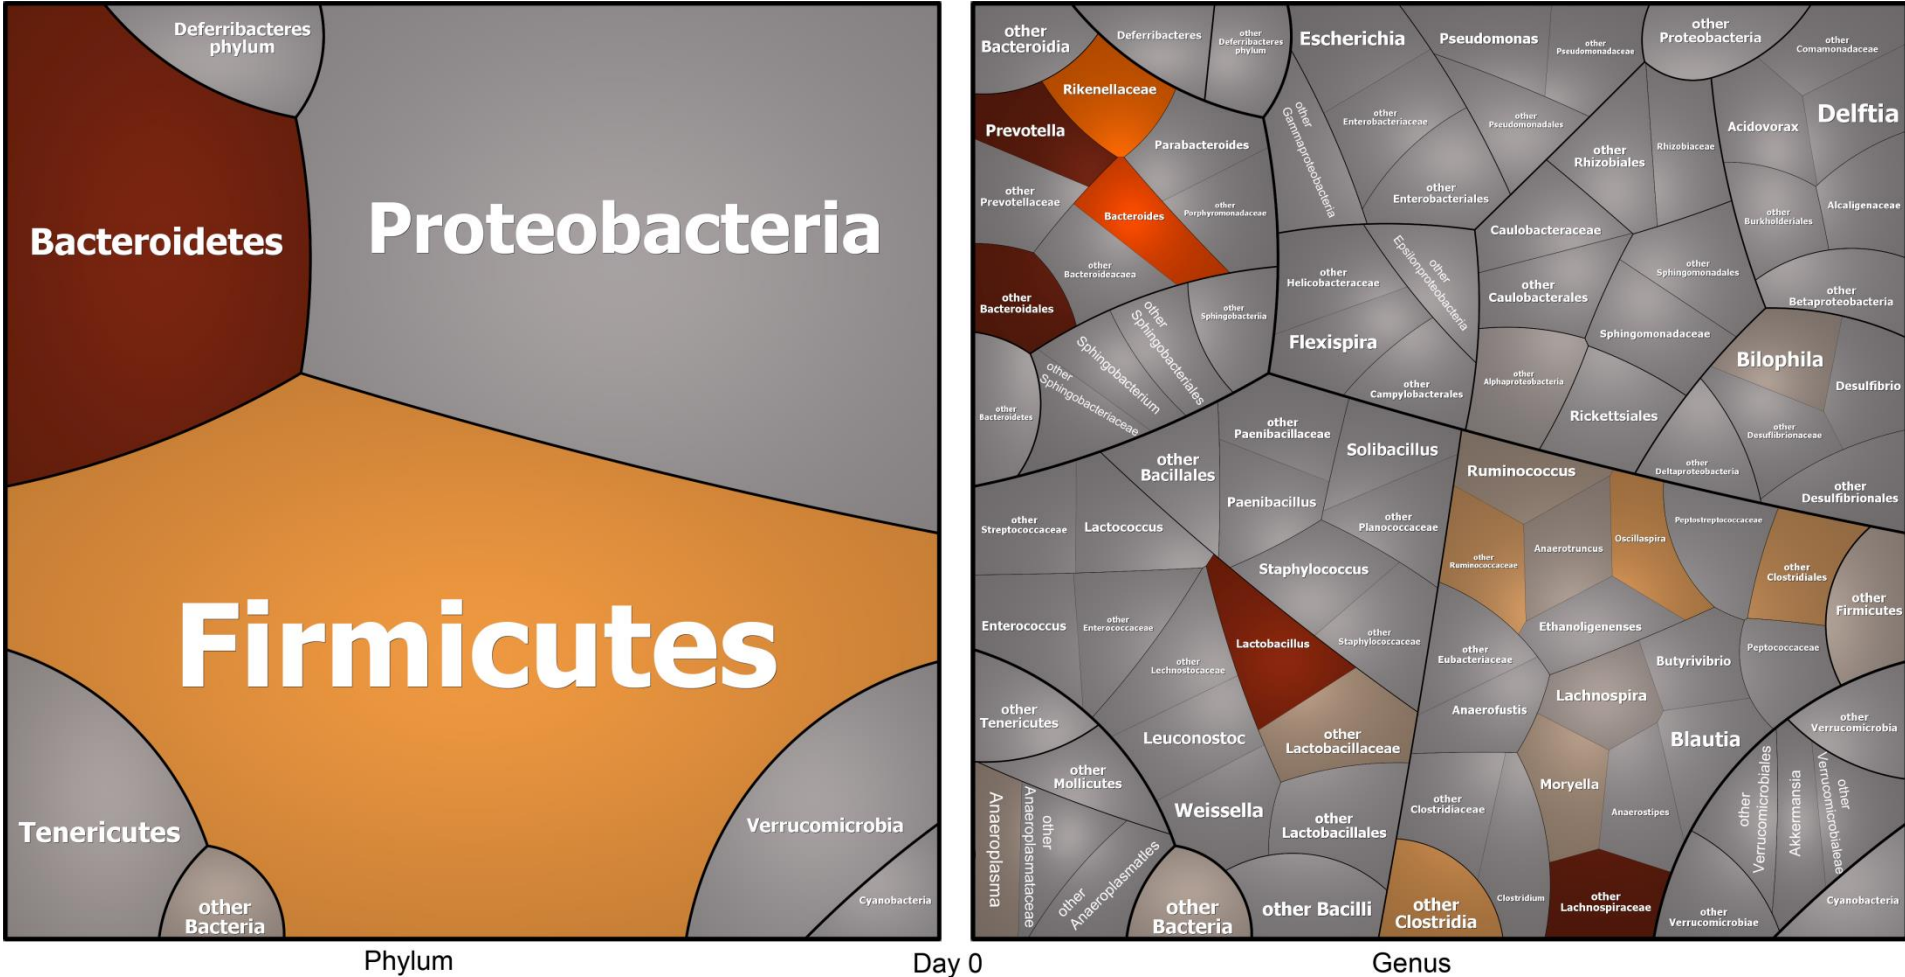 Deferribacteres
phylum
Bacteroidetes
Proteobacteria
Firmicutes
Tenericutes
other
Bacteria
Verrucomicrobia
Cyanobacteria
Phylum
Day 0
other
Bacteroidia
Deferribacteres
other
Deferribacteres
phylum
Escherichia
Pseudomonas
other
Pseudomonadaceae
other
Proteobacteria
other
Comamonadaceae
Rikenellaceae
Prevotella
Parabacteroides
other
Prevotellaceae
Bacteroides
other
Porphyromonadaceae
other
Bacteroideacaea
other
Bacteroidales
other
Gammaproteobacteria
other
Enterobacteriaceae
other
Pseudomonadales
other
Enterobacteriales
other
Rhizobiales
Rhizobiaceae
Acidovorax
Delftia
other
Burkholderiales
Alcaligenaceae
other
Betaproteobacteria
Caulobacteraceae
other
Caulobacterales
other
Sphingomonadales
Sphingomonadaceae
other
Helicobacteraceae
other
Epsilonproteobacteria
Flexispira
other
Campylobacterales
other
Alphaproteobacteria
Rickettsiales
Bilophila
Desulfibrio
other
Desuflibrionaceae
other
Deltaproteobacteria
other
Desulfibrionales
other
Sphingobacteriia
other
Sphingobacteriales
Sphingobacterium
other
Sphingobacteriaceae
other
Bacteroidetes
other
Paenibacillaceae
Solibacillus
other
Bacillales
Paenibacillus
other
Planococcaceae
other
Streptococcaceae
Lactococcus
Staphylococcus
other
Staphylococcaceae
Enterococcus
other
Enterococcaceae
other
Lechnostocaceae
Lactobacillus
other
Lactobacillaceae
Leuconostoc
Weissella
other
Lactobacillales
other Bacilli
other
Tenericutes
other
Mollicutes
Anaeroplasma
other
Anaeroplasmataceae
other
Anaeroplasmatles
other
Bacteria
Ruminococcus
other
Ruminococcaceae
Anaerotruncus
Oscillaspira
Peptostreptococcaceae
other
Clostridiales
other
Firmicutes
Ethanoligenenses
other
Eubacteriaceae
Butyrivibrio
Peptococcaceae
Anaerofustis
Lachnospira
Blautia
Moryella
Anaerostipes
other
Clostridiaceae
Clostridium
other
Clostridia
other
Lachnospiraceae
other
Verrucomicrobia
other
Verrucomicrobiales
Akermansia
other
Verrucomicrobialeae
other
Verrucomicrobiae
Cyanobacteria
Genus